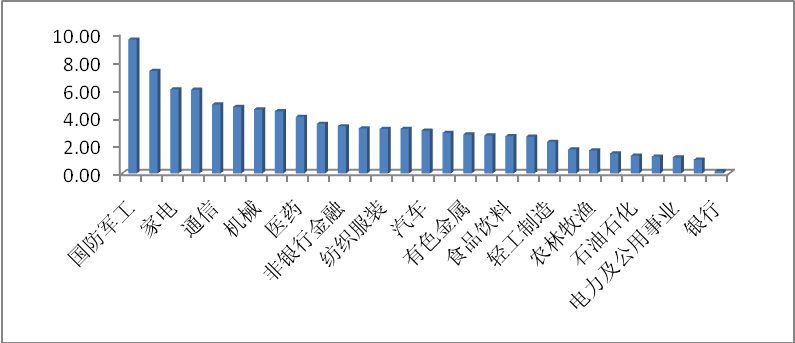 10.00
8.00
6.00
4.00
2.00
0.00
国防军工
家电
通信
机械
医药
非银行金融
纺织服装
汽车
有色金属
食品饮料
轻工制造
农林牧渔
石油石化
电力及公用事业
银行